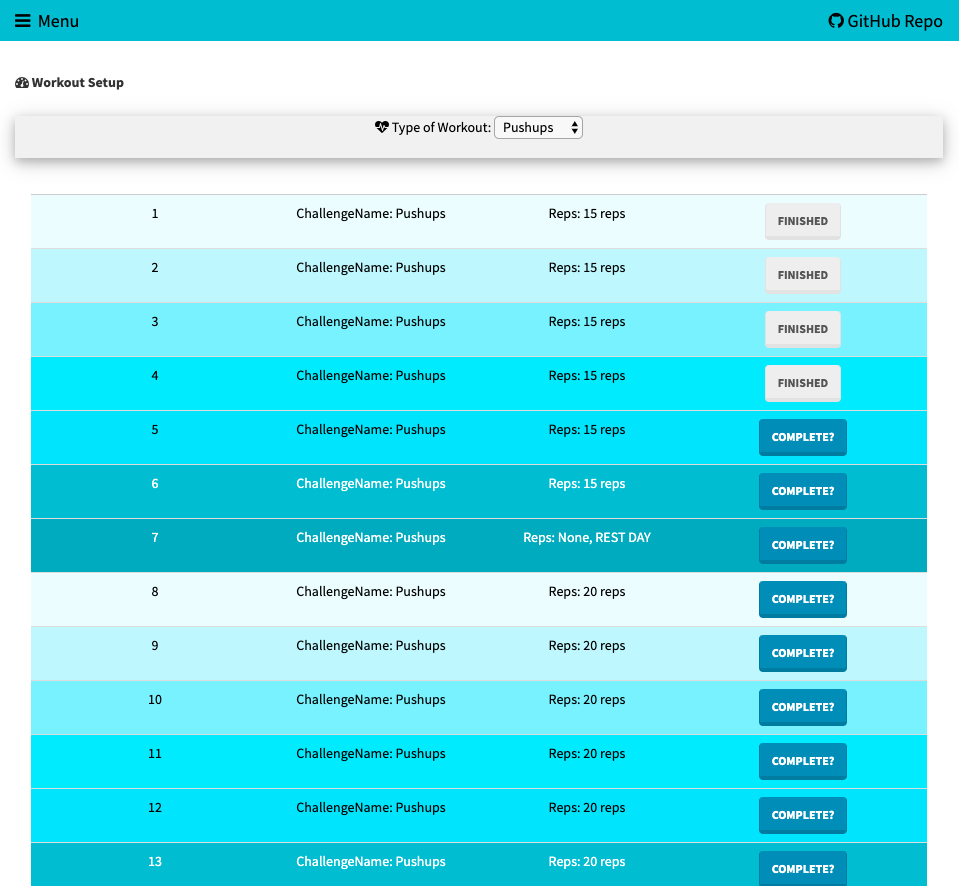 Menu GitHub Repo
Workout Setup
Type of Workout: Pushups
1 ChallengeName: Pushups Reps: 15 reps FINISHED
2 ChallengeName: Pushups Reps: 15 reps FINISHED
3 ChallengeName: Pushups Reps: 15 reps FINISHED
4 ChallengeName: Pushups Reps: 15 reps FINISHED
5 ChallengeName: Pushups Reps: 15 reps COMPLETE?
6 ChallengeName: Pushups Reps: 15 reps COMPLETE?
7 ChallengeName: Pushups Reps: None, REST DAY COMPLETE?
8 ChallengeName: Pushups Reps: 20 reps COMPLETE?
9 ChallengeName: Pushups Reps: 20 reps COMPLETE?
10 ChallengeName: Pushups Reps: 20 reps COMPLETE?
11 ChallengeName: Pushups Reps: 20 reps COMPLETE?
12 ChallengeName: Pushups Reps: 20 reps COMPLETE?
13 ChallengeName: Pushups Reps: 20 reps COMPLETE?